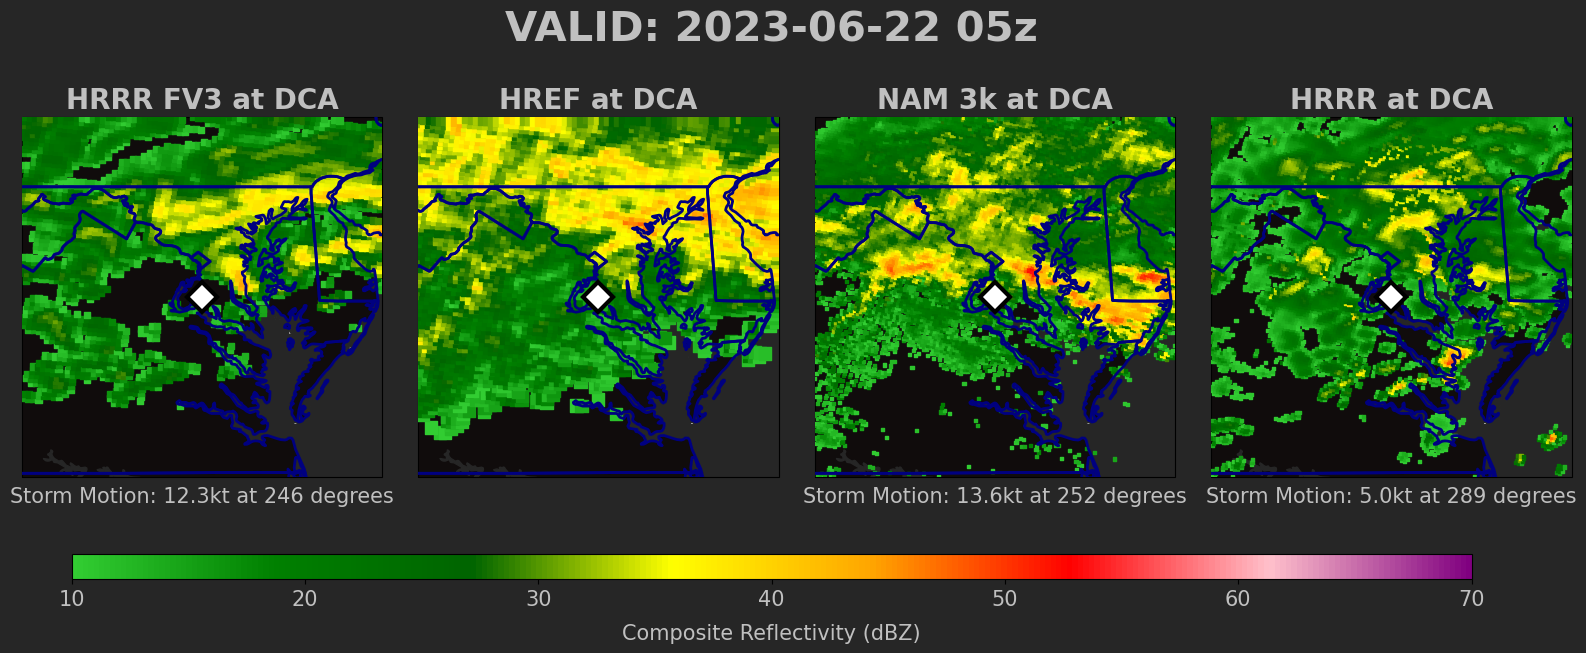 VALID: 2023-06-22 05z
HRRR FV3 at DCA
HREF at DCA
NAM 3k at DCA
HRRR at DCA
Storm Motion: 12.3kt at 246 degrees
Storm Motion: 13.6kt at 252 degrees
Storm Motion: 5.0kt at 289 degrees
10 20 30 40 50 60 70
Composite Reflectivity (dBZ)